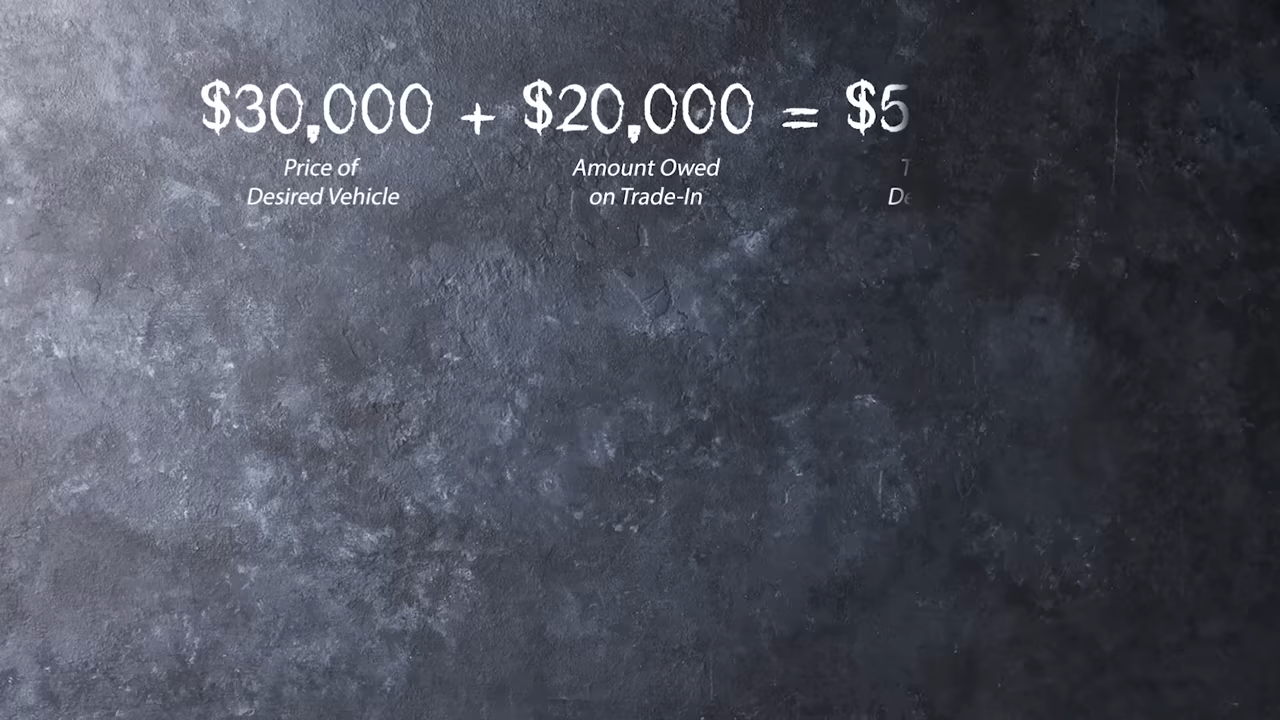 $30,000 + $20,000 = $5
Price of Amount Owed
Desired Vehicle on Trade-In